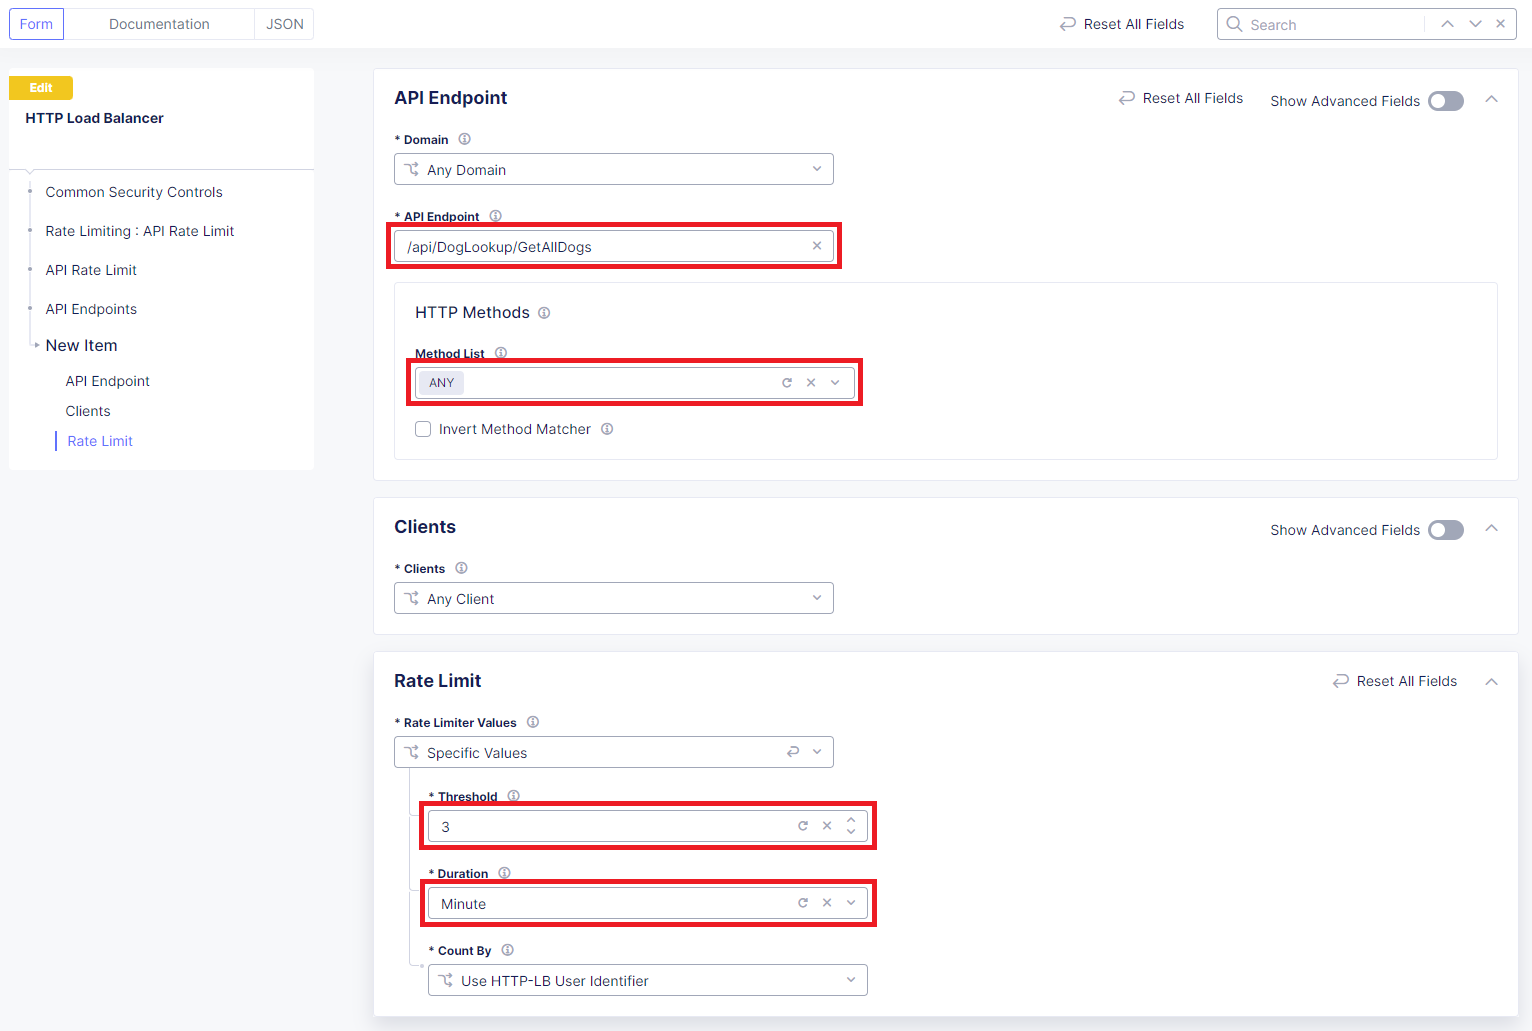 Form Documentation JSON Reset All Fields Search
Edit
HTTP Load Balancer
Common Security Controls
Rate Limiting : API Rate Limit
API Rate Limit
API Endpoints
New Item
API Endpoint
Clients
Rate Limit
API Endpoint Reset All Fields Show Advanced Fields
* Domain
Any Domain
* API Endpoint
/api/DogLookup/GetAllDogs
HTTP Methods
Method List
ANY
Invert Method Matcher
Clients Show Advanced Fields
* Clients
Any Client
Rate Limit Reset All Fields
* Rate Limiter Values
Specific Values
* Threshold
3
* Duration
Minute
* Count By
Use HTTP-LB User Identifier